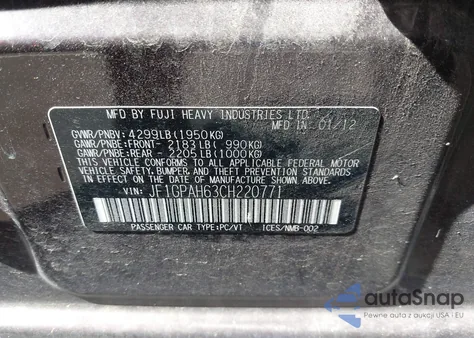 MFD BY FUJI HEAVY INDUSTRIES LTD.
MFD IN 01/12
GVWR/PNBV: 4299LB(1950KG)
GAWR/PNBE:FRONT- 2183LB( 990KG)
GAWR/PNBE:REAR - 2205LB(1000KG)
THIS VEHICLE CONFORMS TO ALL APPLICABLE FEDERAL MOTOR
VEHICLE SAFETY,BUMPER, AND THEFT PREVENTION STANDARDS
IN EFFECT ON THE DATE OF MANUFACTURE SHOWN ABOVE.
VIN: JF1GPAH63CH220771
PASSENGER CAR TYPE:PC/VT ICES/NMB-002
autaSnap
Pewne auta z aukcji USA i EU